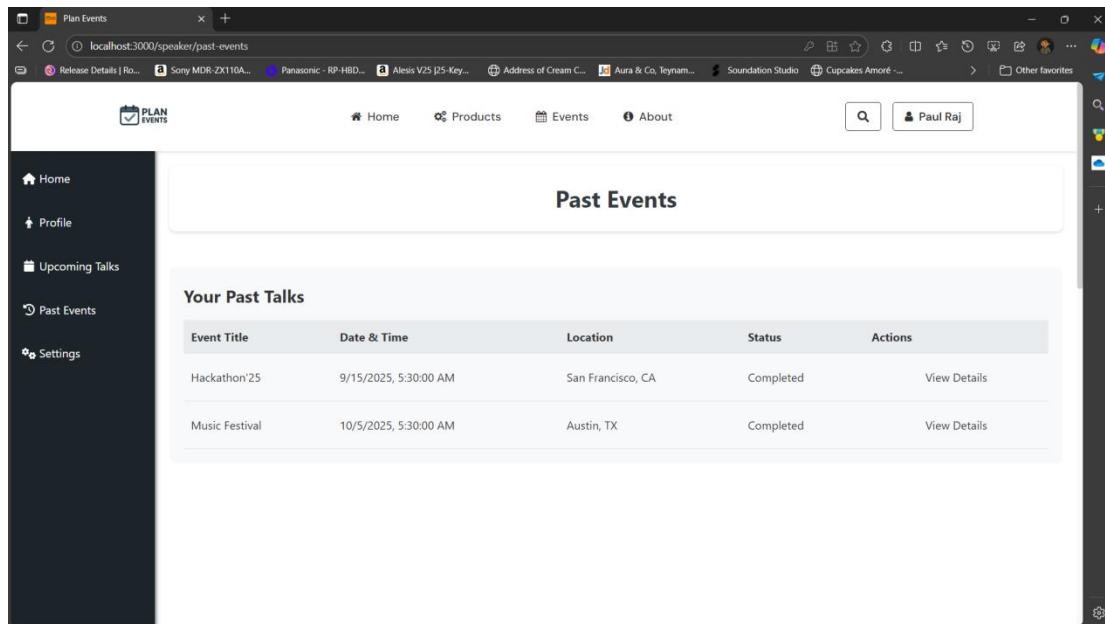 Plan Events
localhost:3000/speaker/past-events
Release Details | Ro... Sony MDR-ZX110A... Panasonic - RP-HBD... Alesis V25 |25-Key... Address of Cream C... Aura & Co, Teynam... Soundation Studio Cupcakes Amoré -... Other favorites
PLAN
EVENTS
Home Products Events About Paul Raj
Home
Profile
Upcoming Talks
Past Events
Settings
Past Events
Your Past Talks
Event Title Date & Time Location Status Actions
Hackathon'25 9/15/2025, 5:30:00 AM San Francisco, CA Completed View Details
Music Festival 10/5/2025, 5:30:00 AM Austin, TX Completed View Details